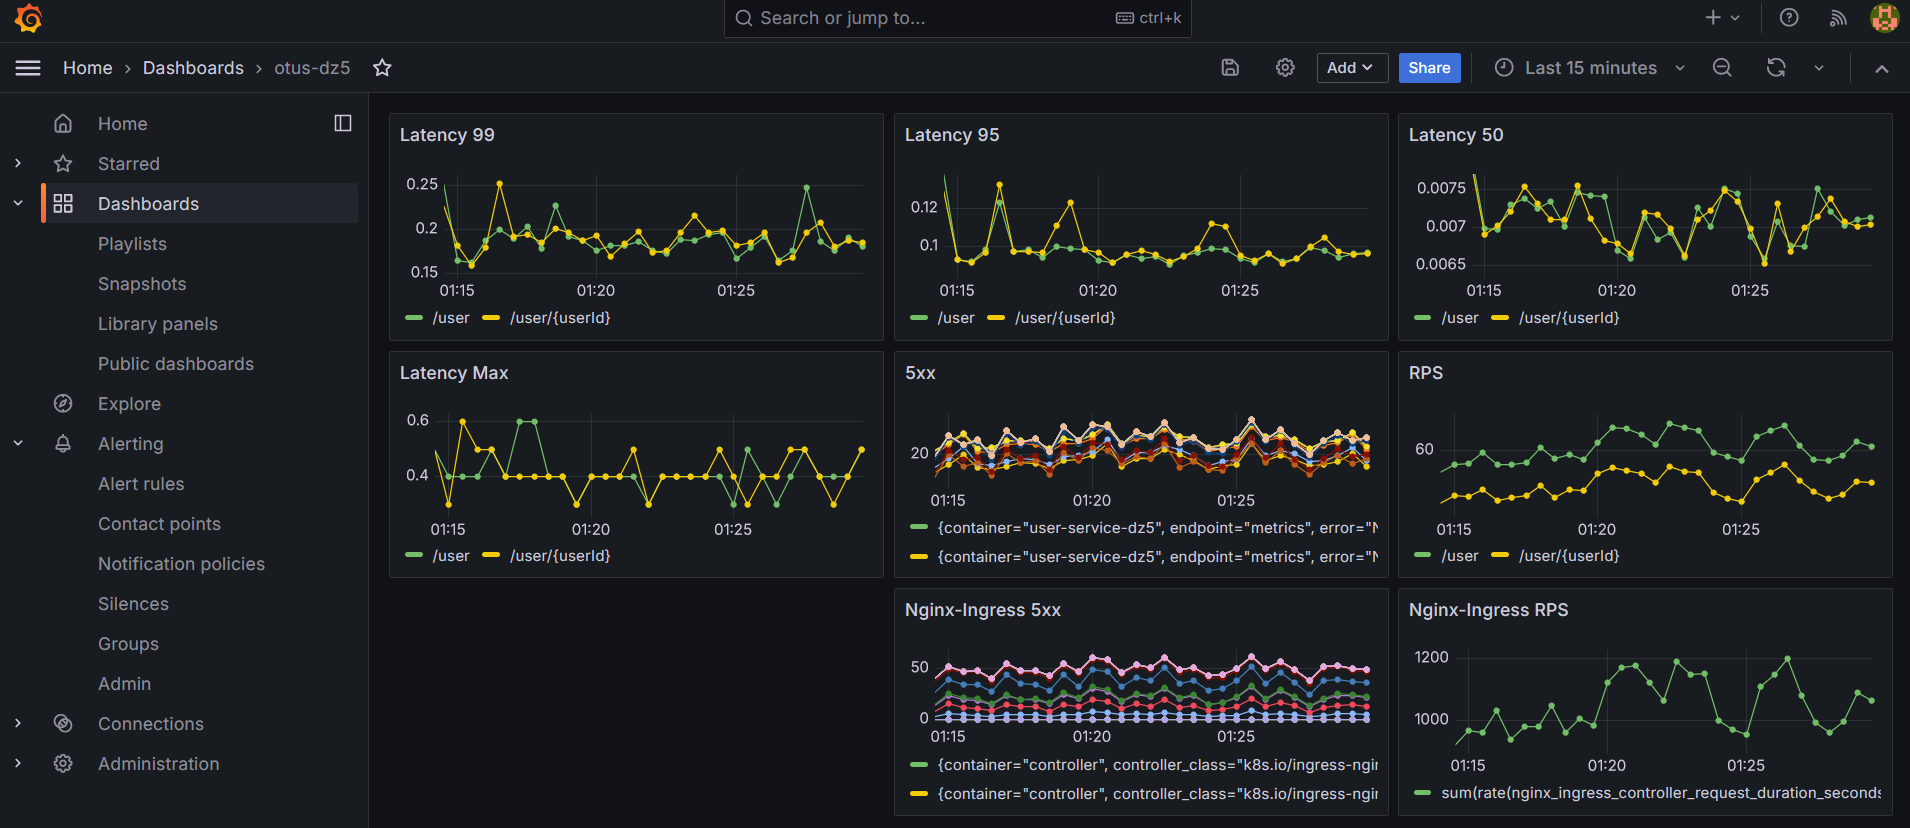 Search or jump to... ctrl+k
Home › Dashboards › otus-dz5
Add
Share
Last 15 minutes
Home
Starred
Dashboards
Playlists
Snapshots
Library panels
Public dashboards
Explore
Alerting
Alert rules
Contact points
Notification policies
Silences
Groups
Admin
Connections
Administration
Latency 99
0.25
0.2
0.15
01:15 01:20 01:25
/user /user/{userId}
Latency 95
0.12
0.1
01:15 01:20 01:25
/user /user/{userId}
Latency 50
0.0075
0.007
0.0065
01:15 01:20 01:25
/user /user/{userId}
Latency Max
0.6
0.4
01:15 01:20 01:25
/user /user/{userId}
5xx
20
01:15 01:20 01:25
{container="user-service-dz5", endpoint="metrics", error="N
{container="user-service-dz5", endpoint="metrics", error="N
RPS
60
01:15 01:20 01:25
/user /user/{userId}
Nginx-Ingress 5xx
50
0
01:15 01:20 01:25
{container="controller", controller_class="k8s.io/ingress-ngin
{container="controller", controller_class="k8s.io/ingress-ngin
Nginx-Ingress RPS
1200
1000
01:15 01:20 01:25
sum(rate(nginx_ingress_controller_request_duration_seconds